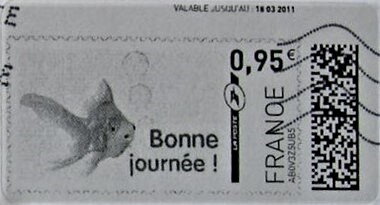 VALABLE JUSQU'AU : 18 03 2011
0,95€
Bonne
journée !
LA POSTE
FRANCE